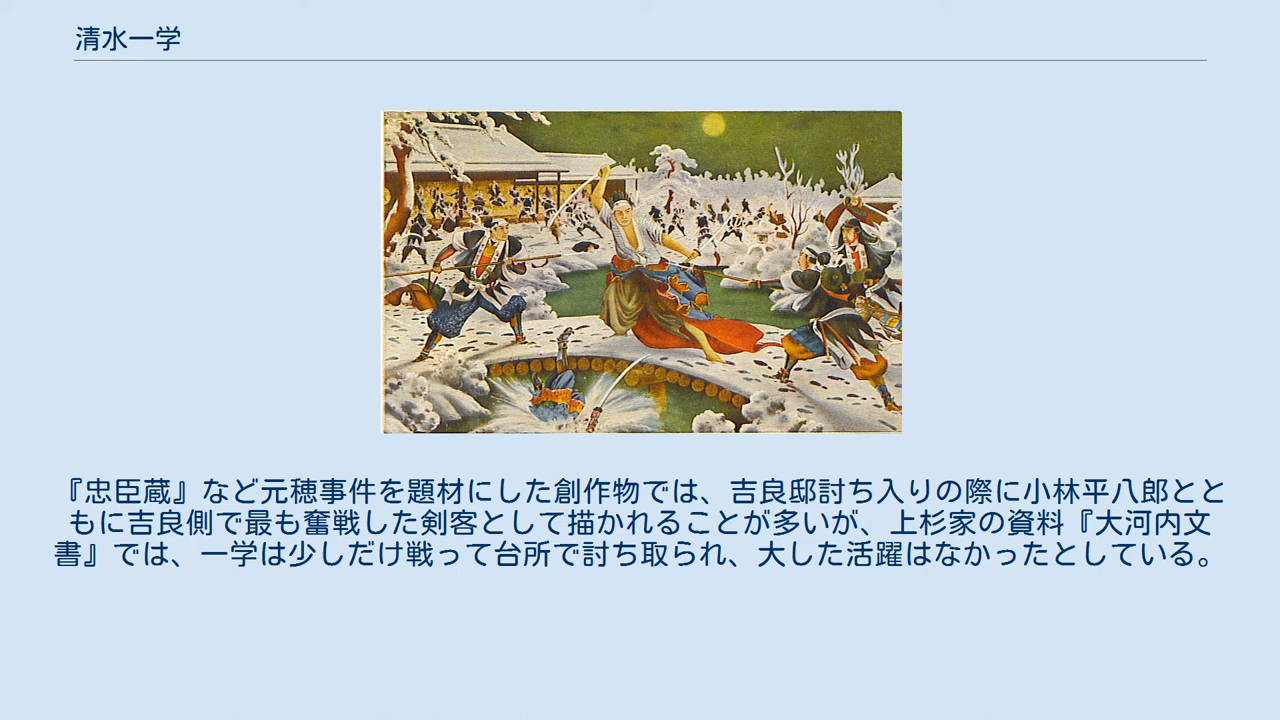 清水一学
『忠臣蔵』など元穂事件を題材にした創作物では、吉良邸討ち入りの際に小林平八郎とと
もに吉良側で最も奮戦した剣客として描かれることが多いが、上杉家の資料『大河内文
書』では、一学は少しだけ戦って台所で討ち取られ、大した活躍はなかったとしている。